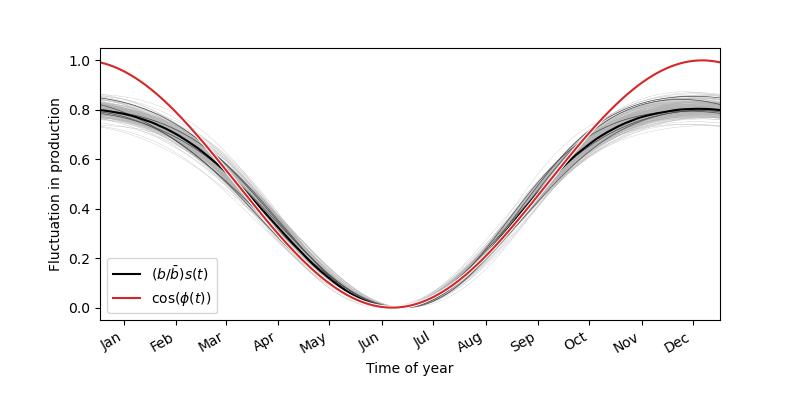 1.0
0.8
0.6
0.4
0.2
0.0
Fluctuation in production
(b/b̄)s(t)
cos(ϕ(t))
Jan Feb Mar Apr May Jun Jul Aug Sep Oct Nov Dec
Time of year